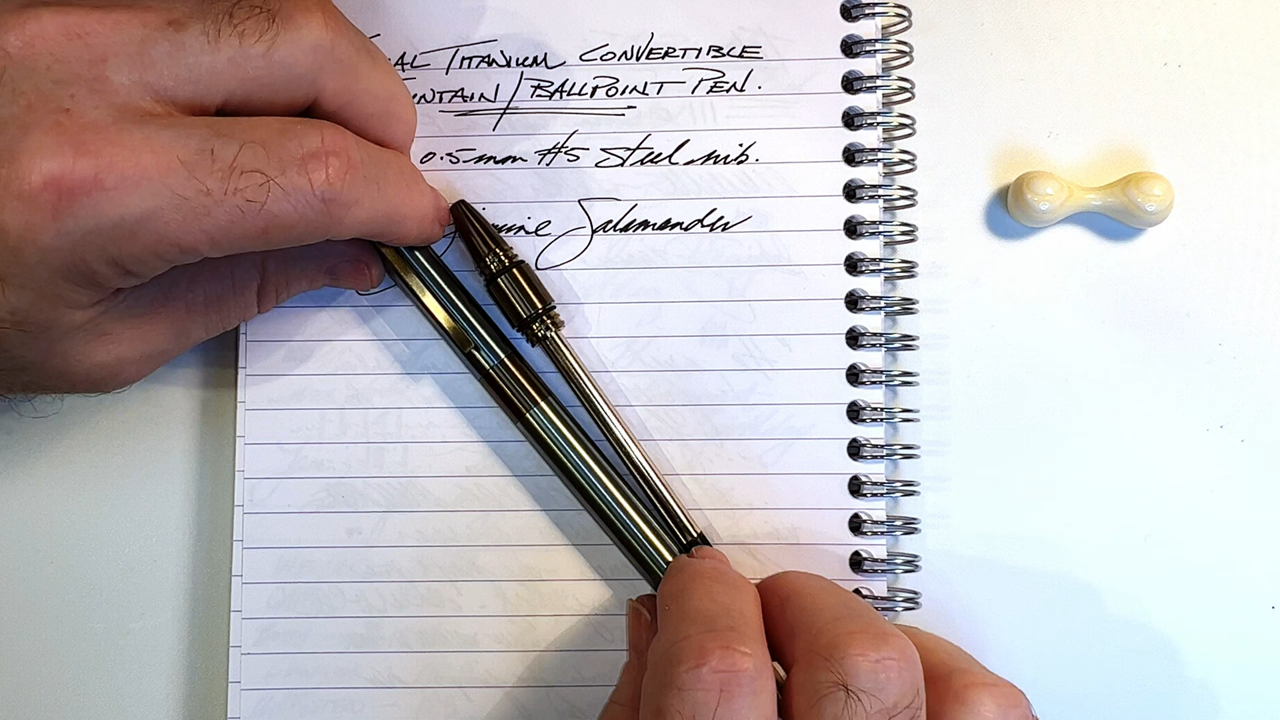 TITANIUM CONVERTIBLE
BALLPOINT PEN.
0.5mm #5 Steel nib.
Salamander